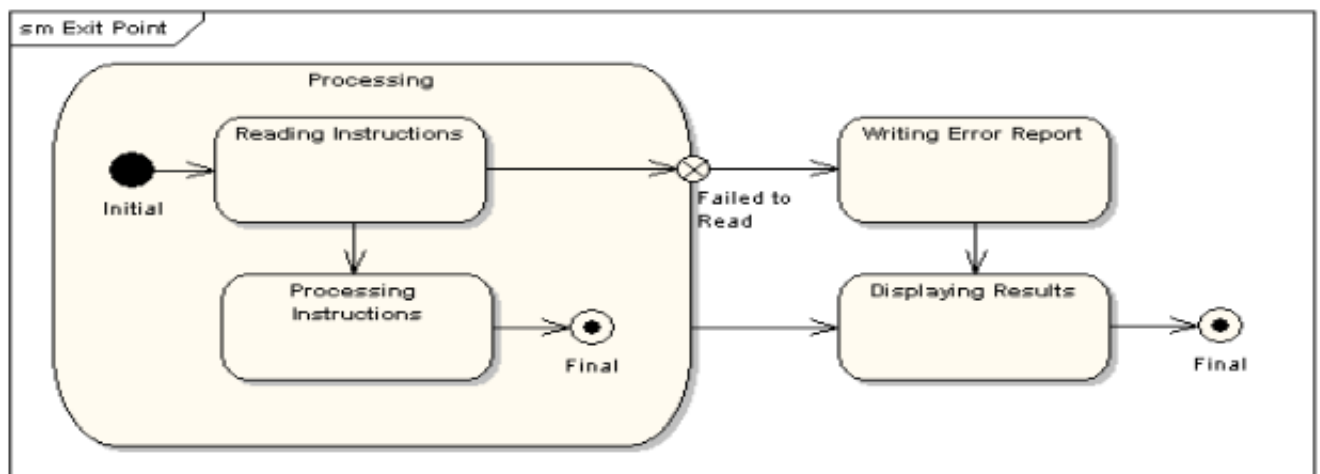 sm Exit Point
Processing
Reading Instructions
Initial
Failed to
Read
Writing Error Report
Processing
Instructions
Final
Displaying Results
Final